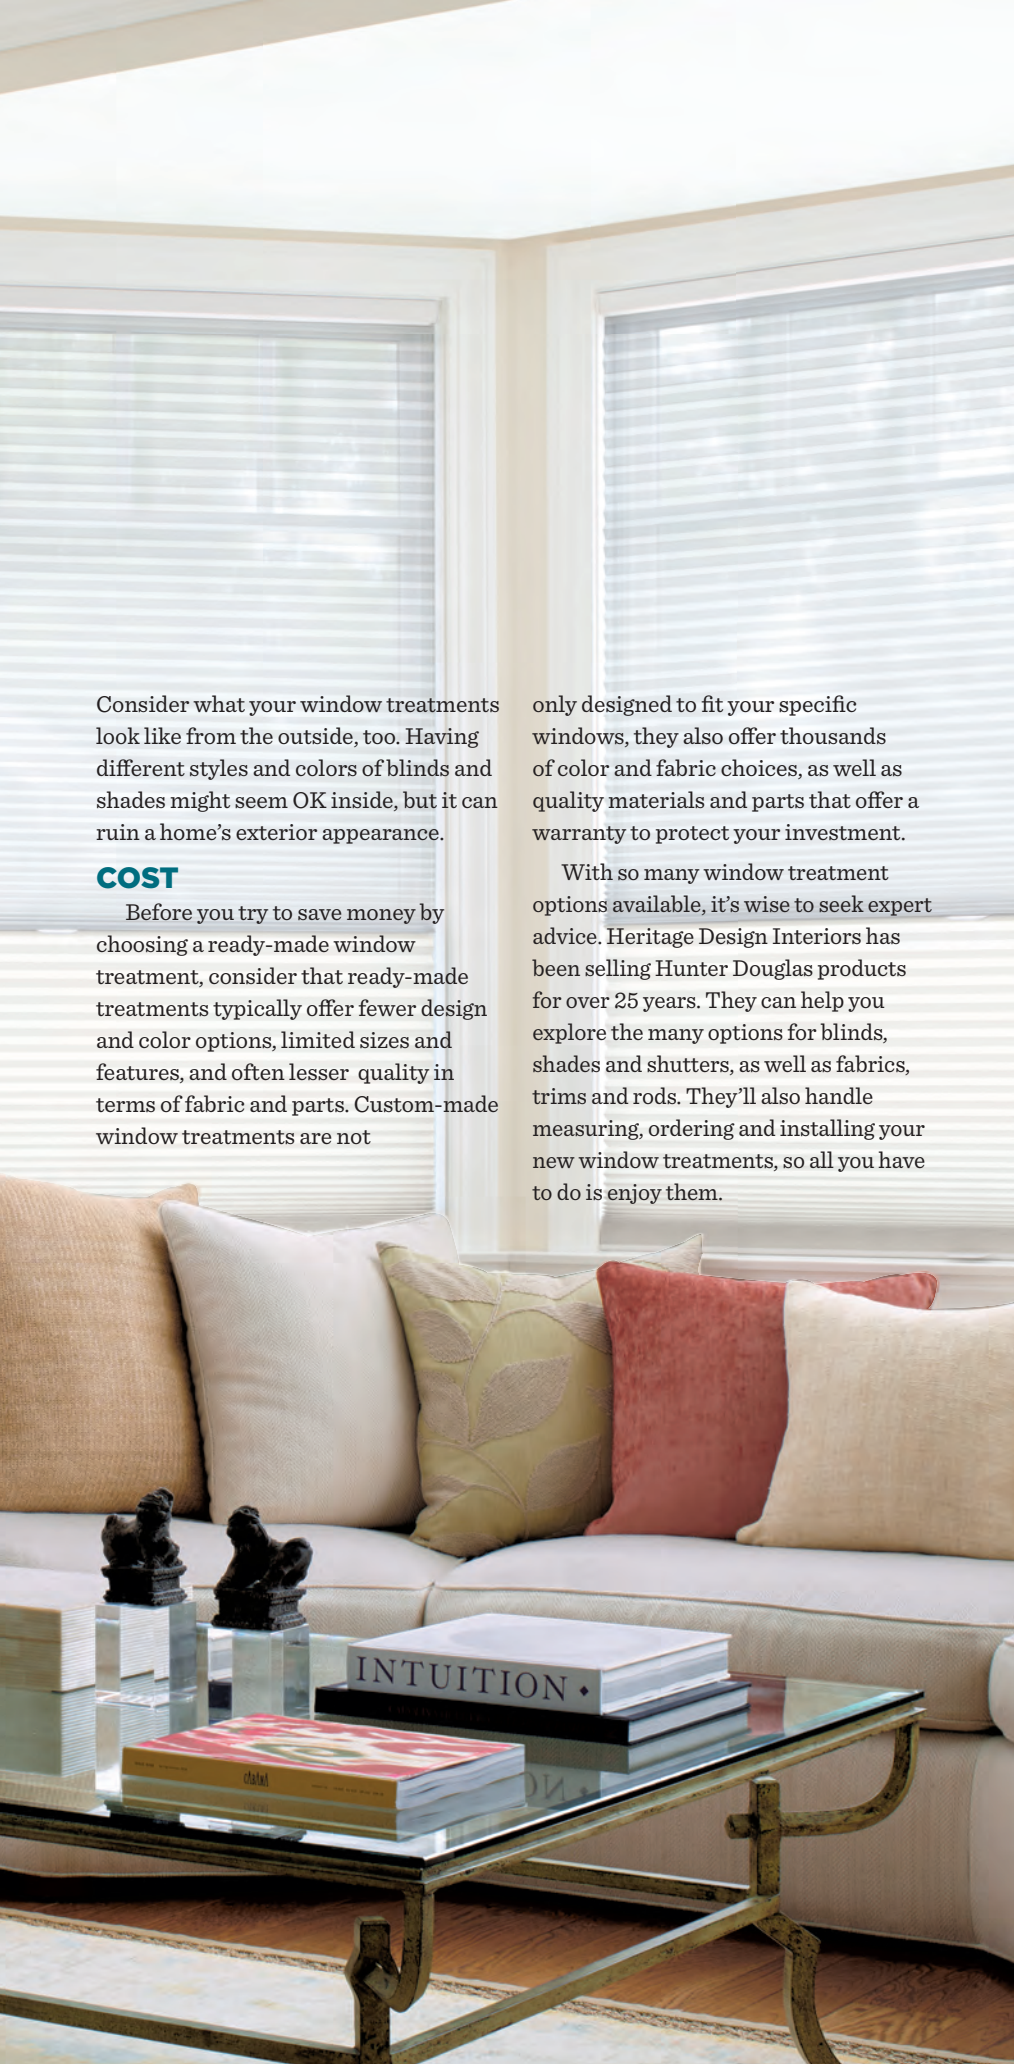 Consider what your window treatments
look like from the outside, too. Having
different styles and colors of blinds and
shades might seem OK inside, but it can
ruin a home’s exterior appearance.
COST
Before you try to save money by
choosing a ready-made window
treatment, consider that ready-made
treatments typically offer fewer design
and color options, limited sizes and
features, and often lesser quality in
terms of fabric and parts. Custom-made
window treatments are not
only designed to fit your specific
windows, they also offer thousands
of color and fabric choices, as well as
quality materials and parts that offer a
warranty to protect your investment.
With so many window treatment
options available, it’s wise to seek expert
advice. Heritage Design Interiors has
been selling Hunter Douglas products
for over 25 years. They can help you
explore the many options for blinds,
shades and shutters, as well as fabrics,
trims and rods. They’ll also handle
measuring, ordering and installing your
new window treatments, so all you have
to do is enjoy them.
INTUITION